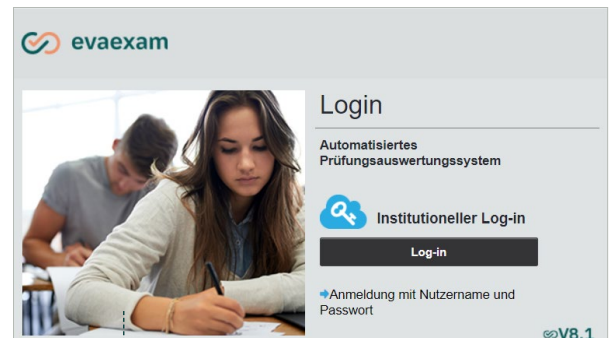 evaexam
Login
Automatisiertes
Prüfungsauswertungssystem
Institutioneller Log-in
Log-in
Anmeldung mit Nutzername und
Passwort
V8.1